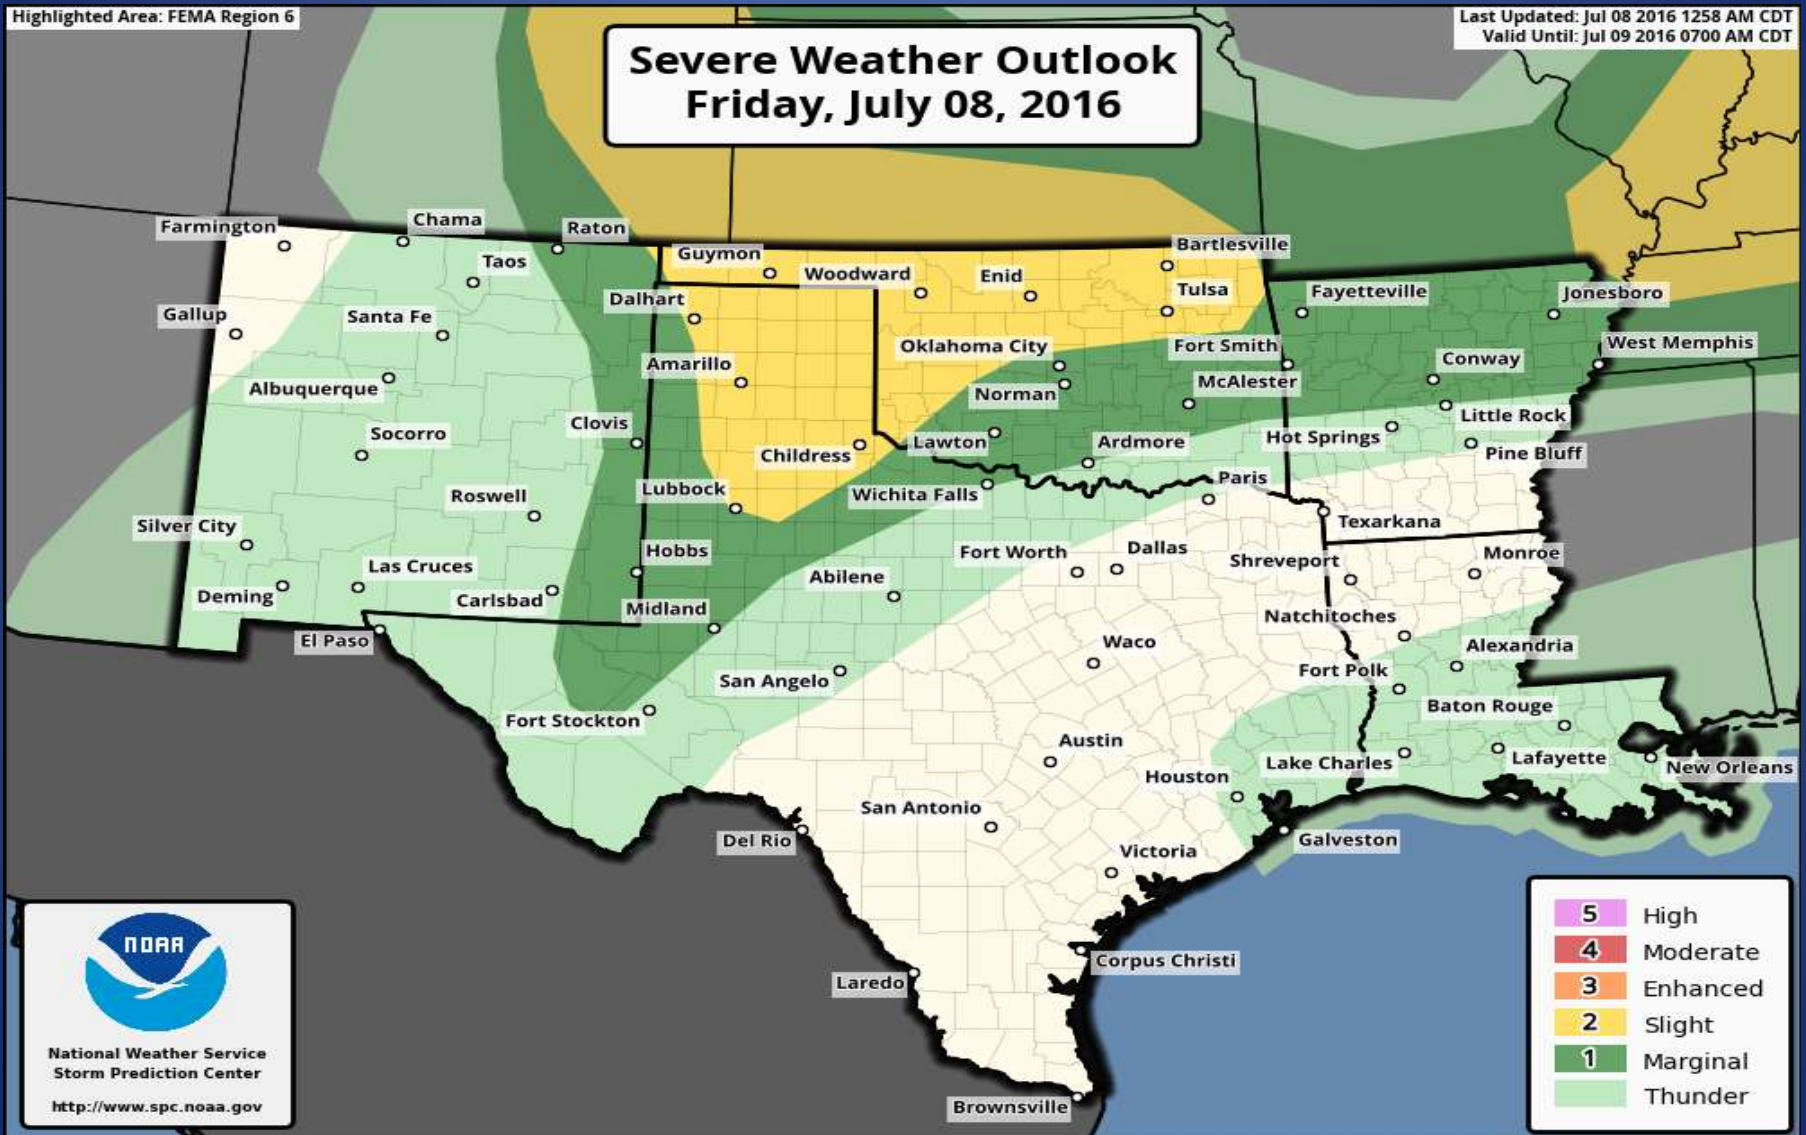 Highlighted Area: FEMA Region 6
Last Updated: Jul 08 2016 1258 AM CDT
Valid Until: Jul 09 2016 0700 AM CDT
Severe Weather Outlook
Friday, July 08, 2016
Farmington
Chama
Raton
Taos
Guymon
Woodward
Enid
Bartlesville
Tulsa
Fayetteville
Jonesboro
Gallup
Santa Fe
Dalhart
Oklahoma City
Fort Smith
Conway
West Memphis
Albuquerque
Amarillo
Norman
McAlester
Little Rock
Socorro
Clovis
Childress
Lawton
Ardmore
Hot Springs
Pine Bluff
Roswell
Lubbock
Wichita Falls
Paris
Texarkana
Silver City
Hobbs
Fort Worth
Dallas
Shreveport
Monroe
Las Cruces
Abilene
Deming
Carlsbad
Midland
Natchitoches
El Paso
Waco
Alexandria
San Angelo
Fort Polk
Fort Stockton
Baton Rouge
Austin
Lake Charles
Lafayette
New Orleans
Houston
San Antonio
Del Rio
Galveston
Victoria
Corpus Christi
Laredo
Brownsville
NOAA
National Weather Service
Storm Prediction Center
http://www.spc.noaa.gov
5 High
4 Moderate
3 Enhanced
2 Slight
1 Marginal
Thunder